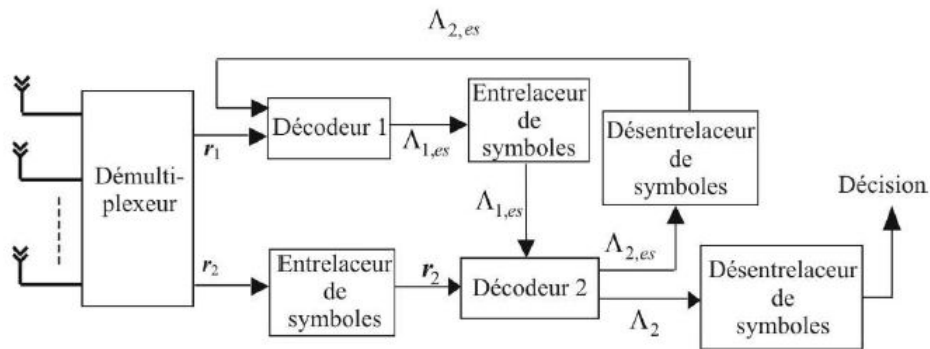 Λ2,es
Démulti-
plexeur
r1
Décodeur 1
Λ1,es
Entrelaceur
de
symboles
Désentrelaceur
de
symboles
Λ1,es
Décision
r2
Entrelaceur
de
symboles
r2
Décodeur 2
Λ2,es
Λ2
Désentrelaceur
de
symboles